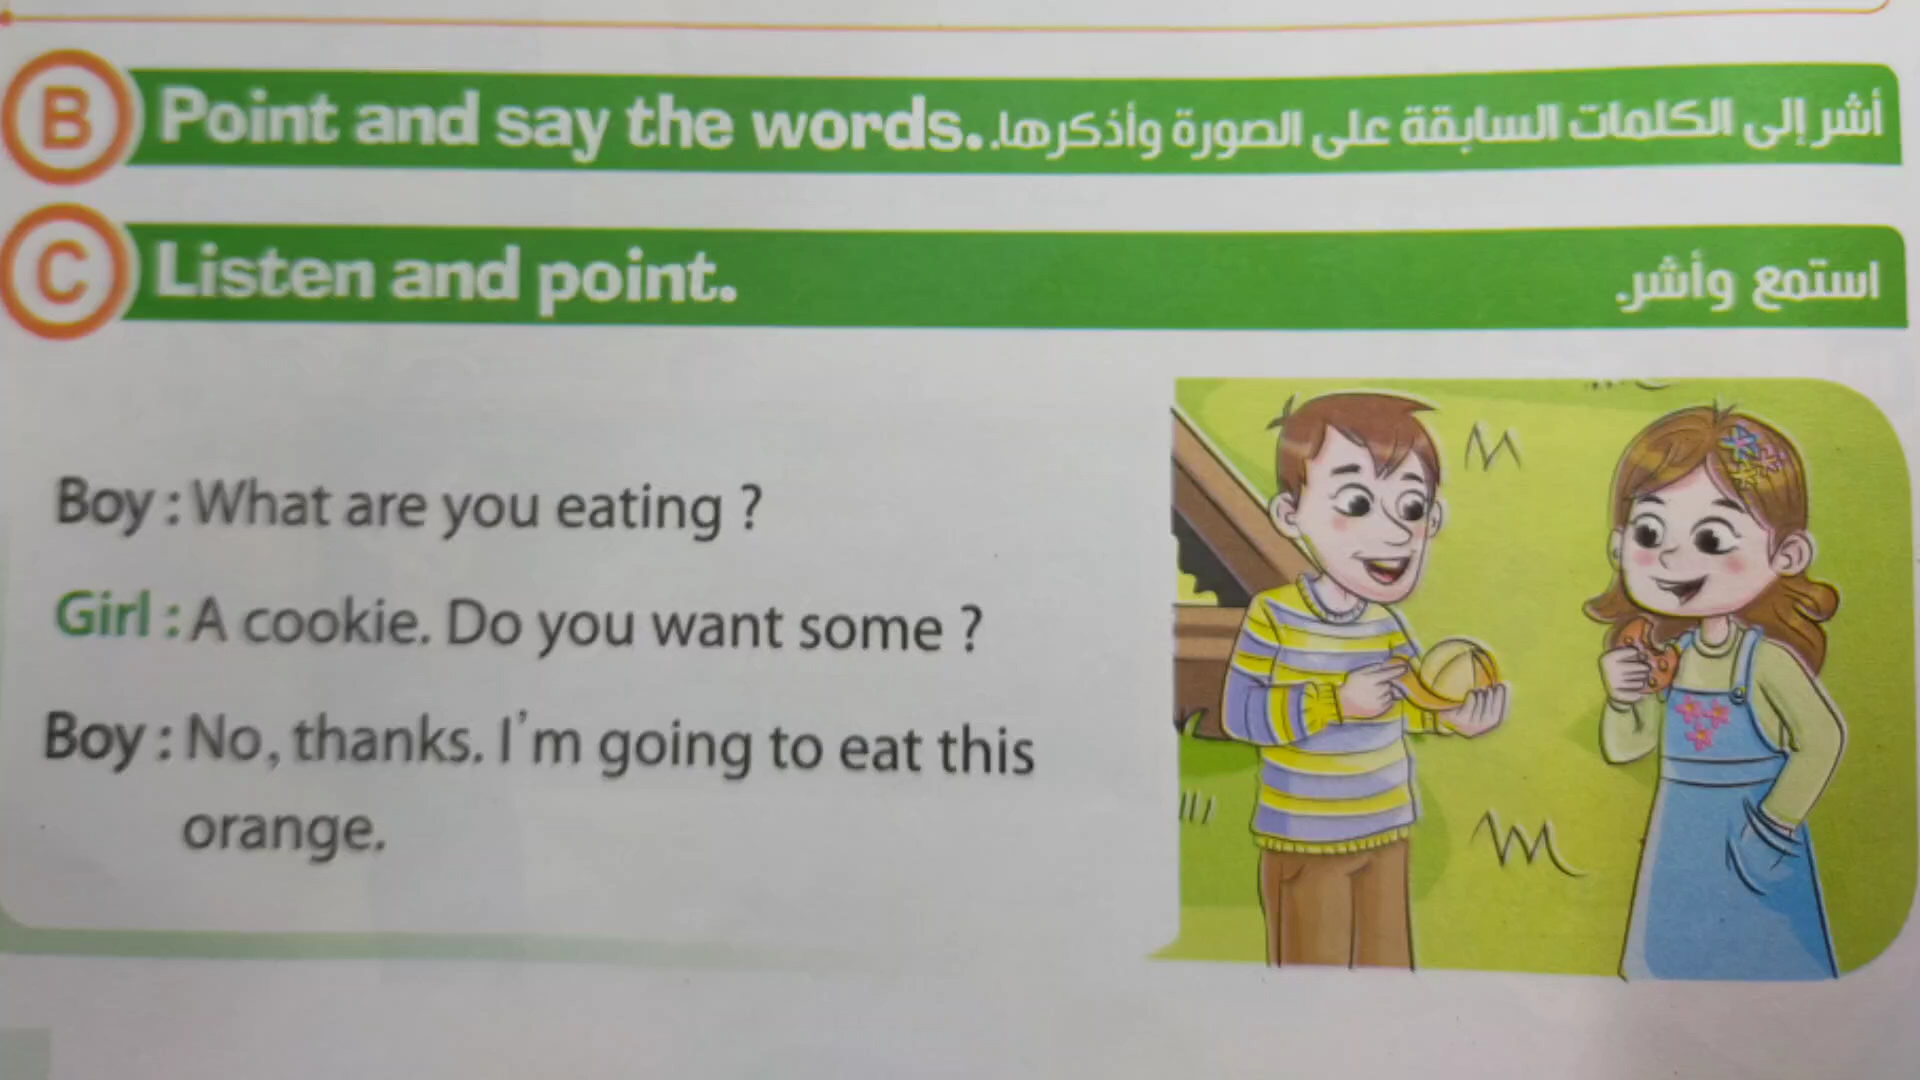 B Point and say the words. أشر إلى الكلمات السابقة على الصورة وأذكرها.
C Listen and point. استمع وأشر.
Boy : What are you eating ?
Girl : A cookie. Do you want some ?
Boy : No, thanks. I'm going to eat this
orange.